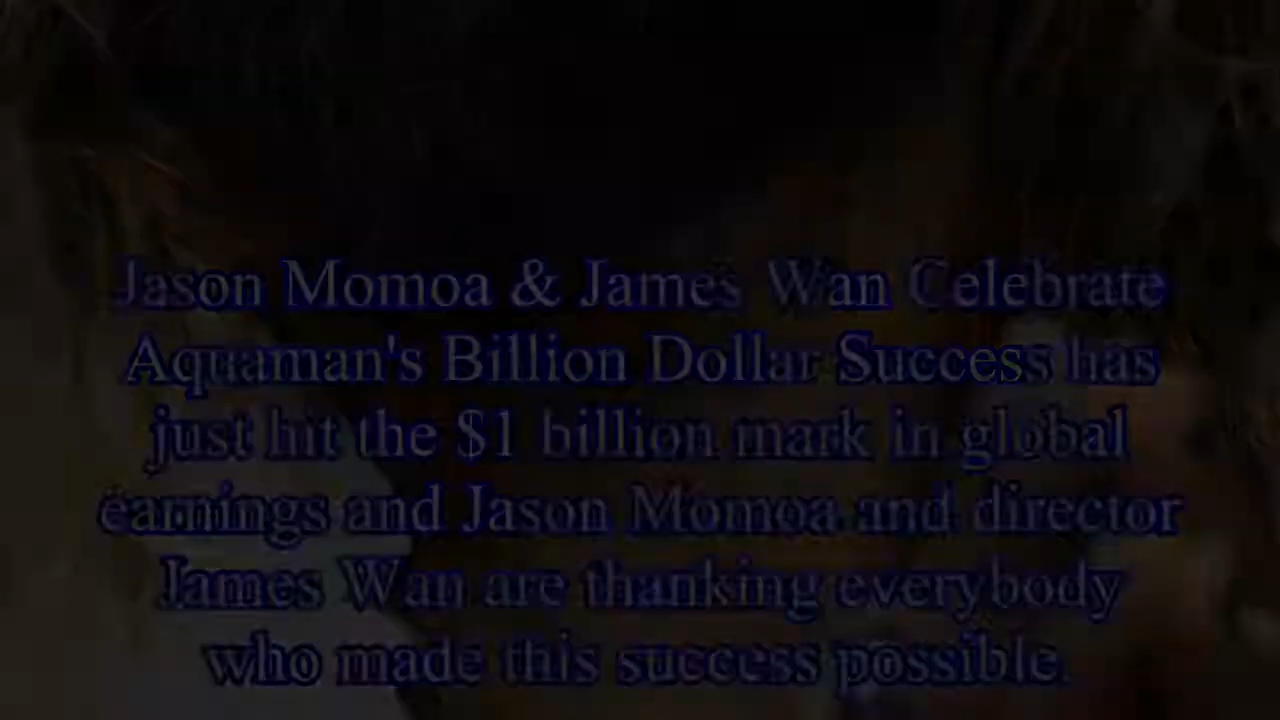 Jason Momoa & James Wan Celebrate
Aquaman's Billion Dollar Success has
just hit the $1 billion mark in global
earnings and Jason Momoa and director
James Wan are thanking everybody
who made this success possible.